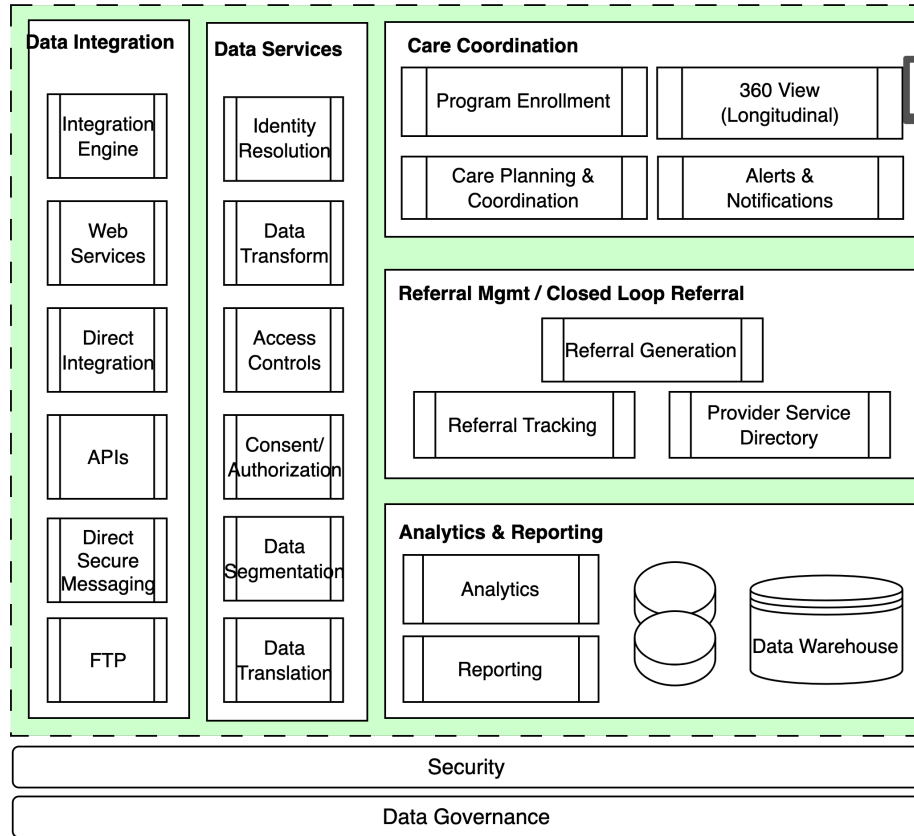 Data Integration
Integration
Engine
Web
Services
Direct
Integration
APIs
Direct
Secure
Messaging
FTP
Data Services
Identity
Resolution
Data
Transform
Access
Controls
Consent/
Authorization
Data
Segmentation
Data
Translation
Care Coordination
Program Enrollment
360 View
(Longitudinal)
Care Planning &
Coordination
Alerts &
Notifications
Referral Mgmt / Closed Loop Referral
Referral Generation
Referral Tracking
Provider Service
Directory
Analytics & Reporting
Analytics
Reporting
Data Warehouse
Security
Data Governance